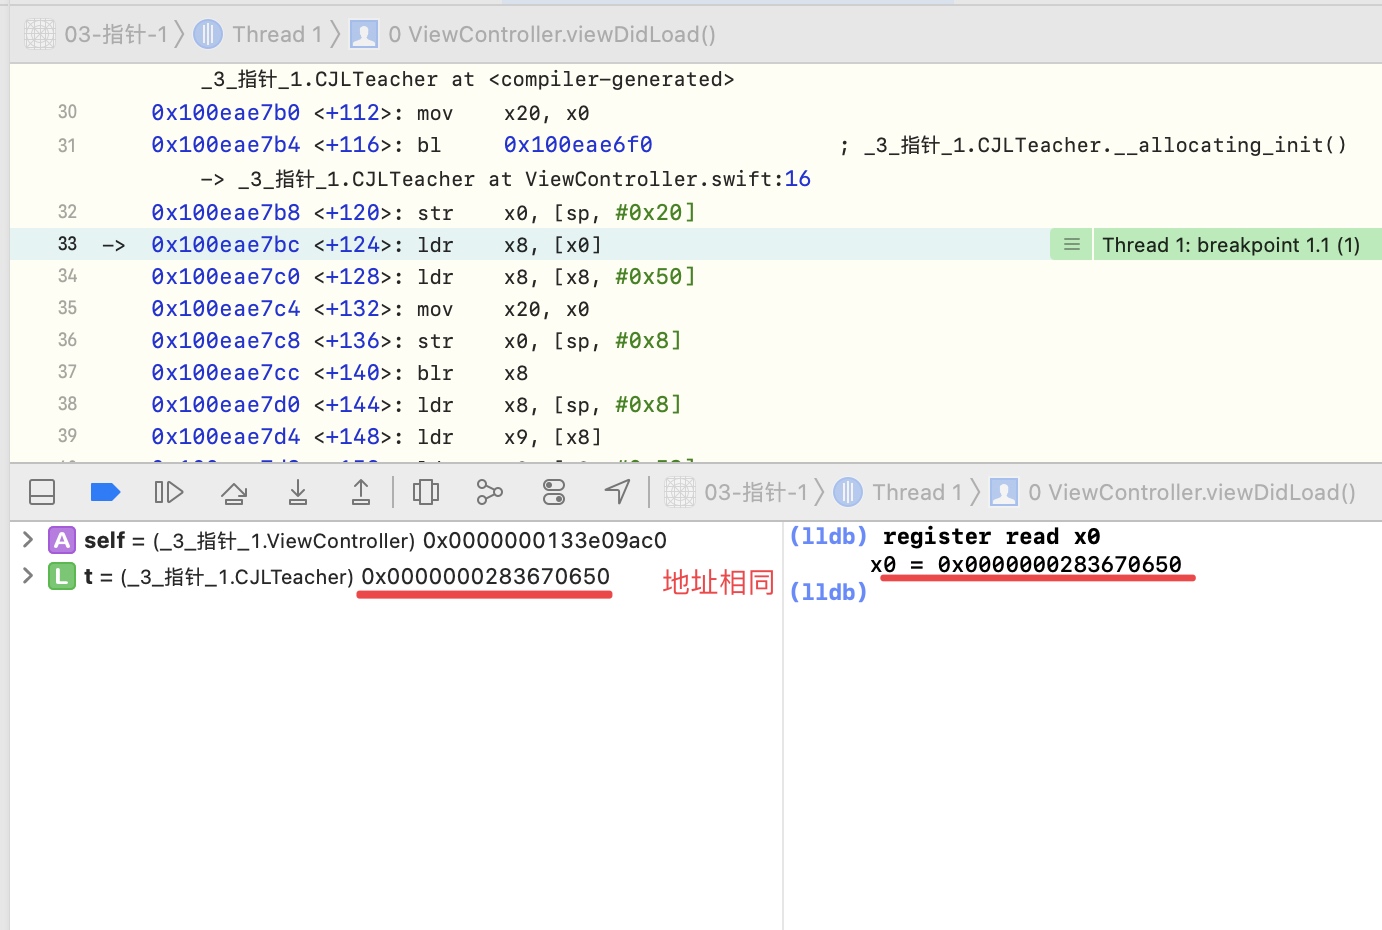 03-指针-1 〉 Thread 1 〉 0 ViewController.viewDidLoad()
_3_指针_1.CJLTeacher at <compiler-generated>
30 0x100eae7b0 <+112>: mov x20, x0
31 0x100eae7b4 <+116>: bl 0x100eae6f0 ; _3_指针_1.CJLTeacher.__allocating_init()
-> _3_指针_1.CJLTeacher at ViewController.swift:16
32 0x100eae7b8 <+120>: str x0, [sp, #0x20]
33 -> 0x100eae7bc <+124>: ldr x8, [x0] Thread 1: breakpoint 1.1 (1)
34 0x100eae7c0 <+128>: ldr x8, [x8, #0x50]
35 0x100eae7c4 <+132>: mov x20, x0
36 0x100eae7c8 <+136>: str x0, [sp, #0x8]
37 0x100eae7cc <+140>: blr x8
38 0x100eae7d0 <+144>: ldr x8, [sp, #0x8]
39 0x100eae7d4 <+148>: ldr x9, [x8]
03-指针-1 〉 Thread 1 〉 0 ViewController.viewDidLoad()
A self = (_3_指针_1.ViewController) 0x0000000133e09ac0
L t = (_3_指针_1.CJLTeacher) 0x0000000283670650
地址相同
(lldb) register read x0
x0 = 0x0000000283670650
(lldb)